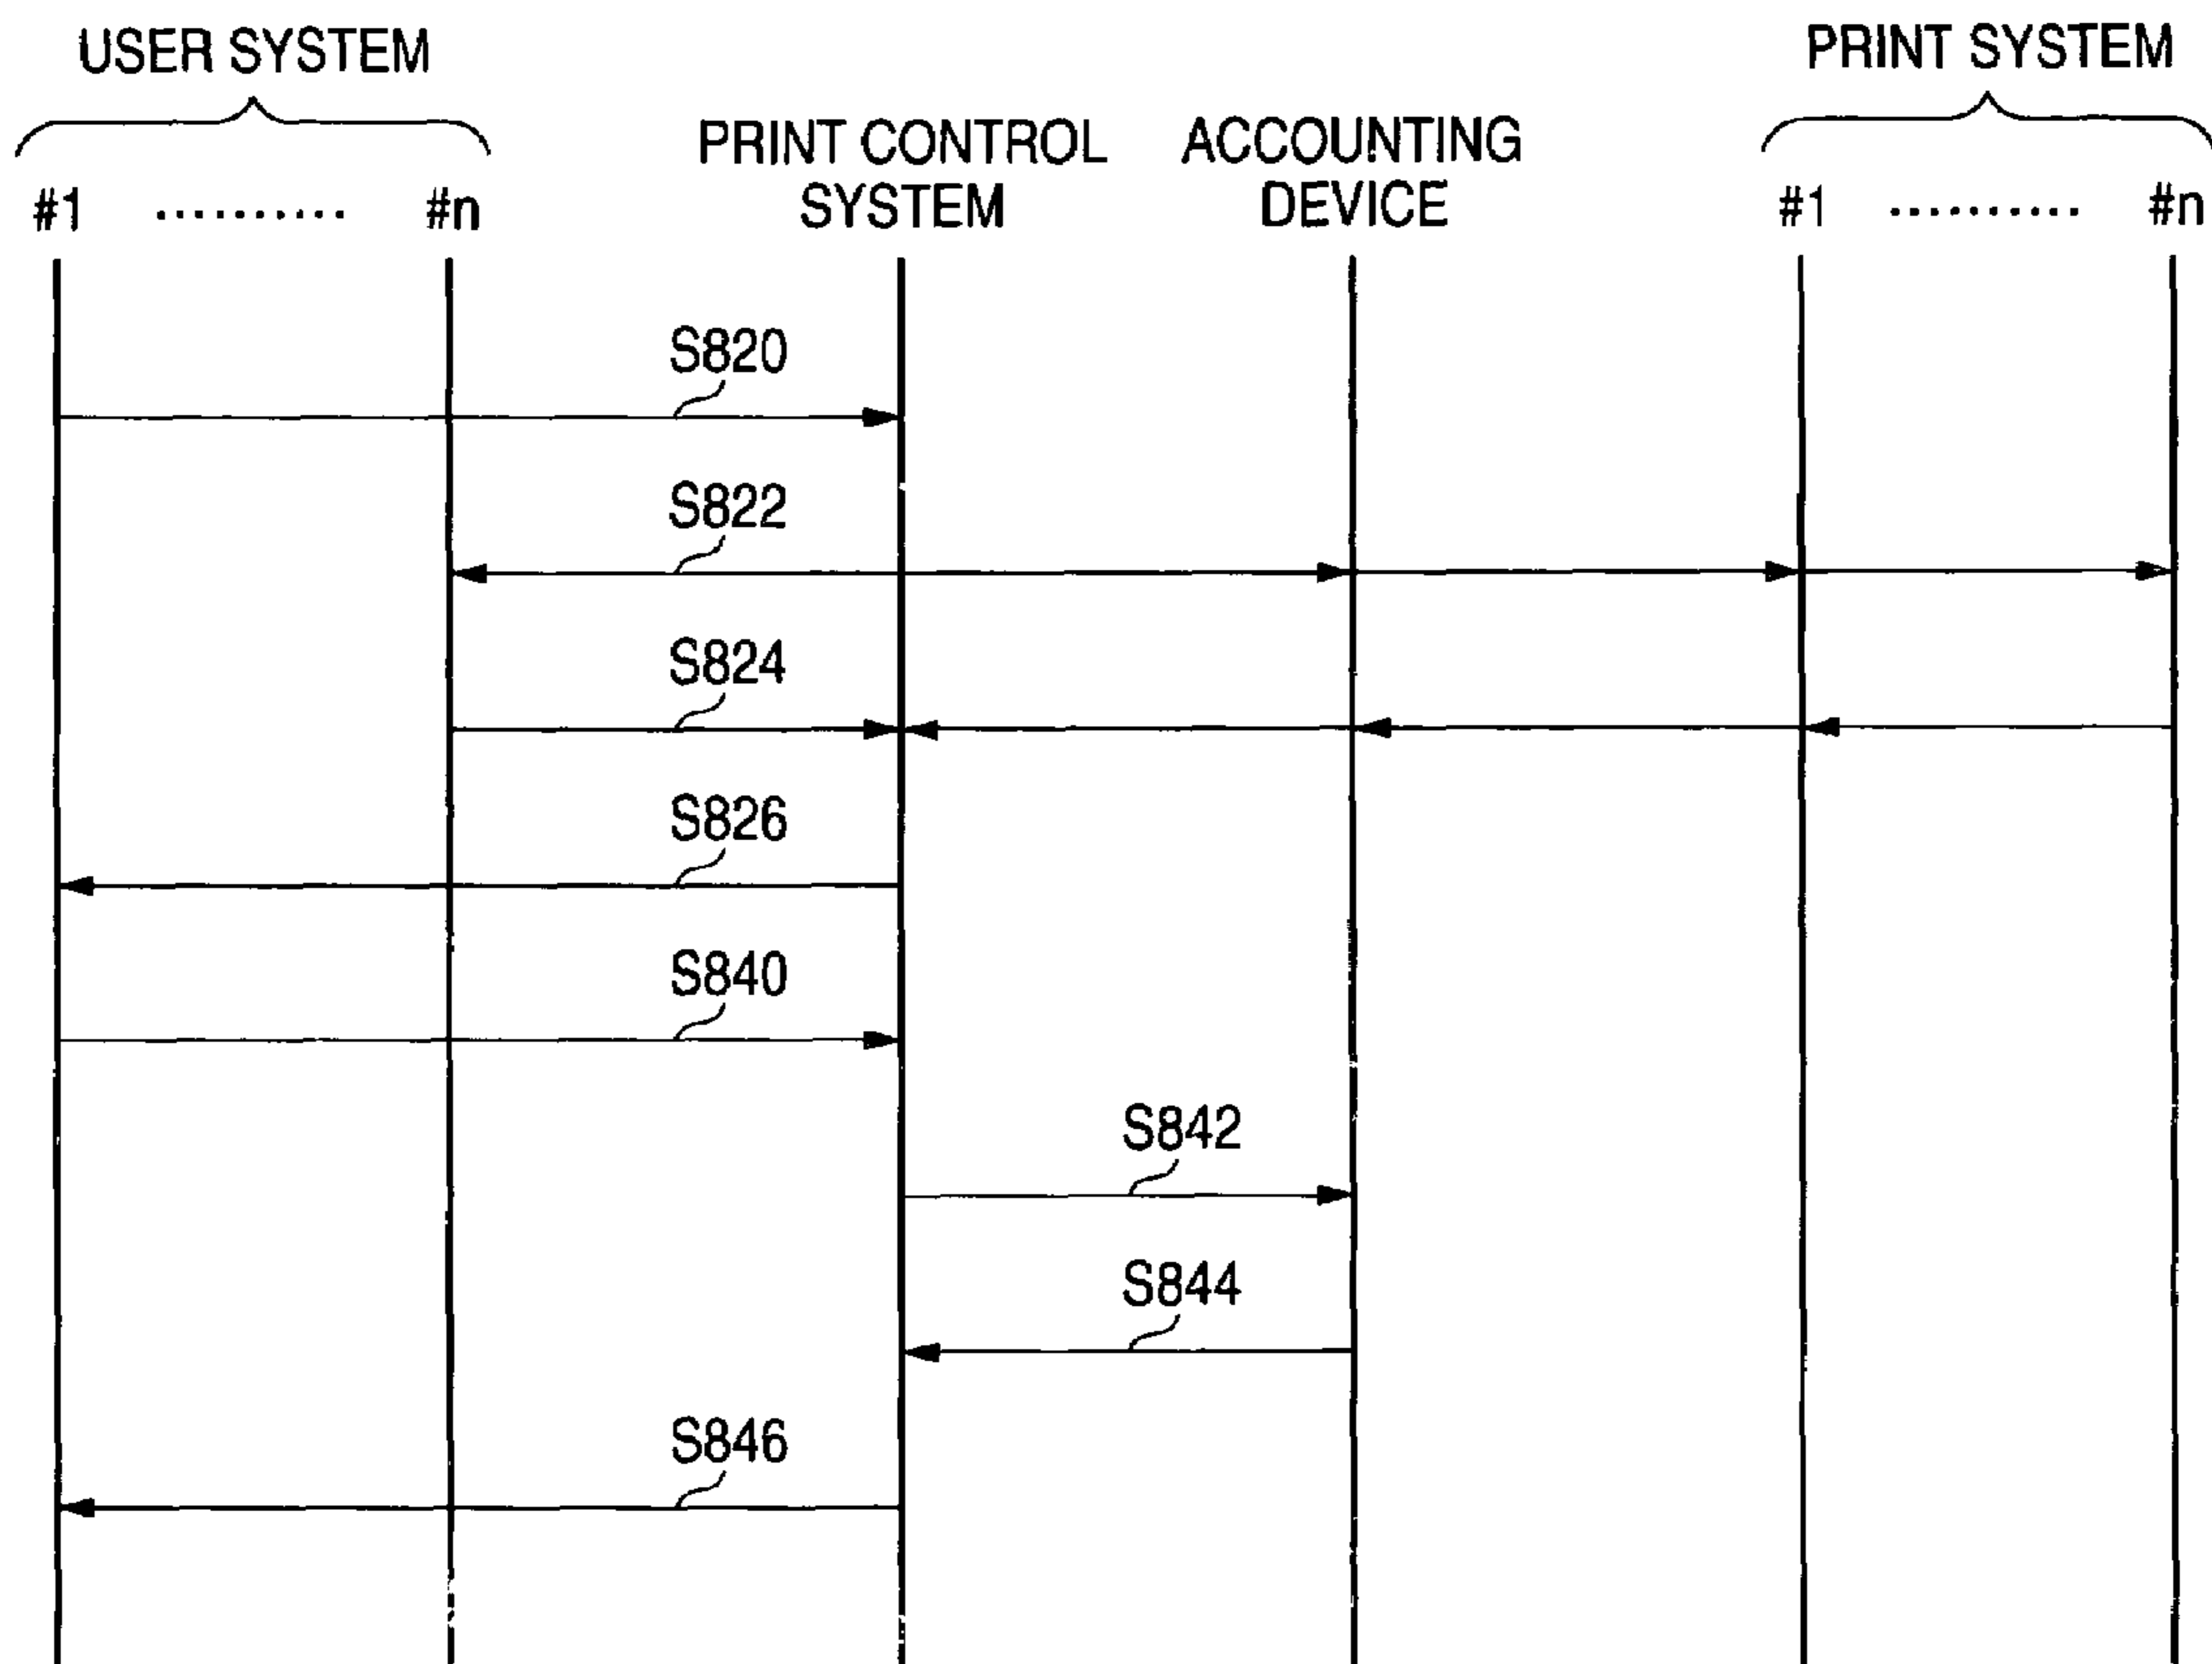 USER SYSTEM
PRINT SYSTEM
PRINT CONTROL
SYSTEM
ACCOUNTING
DEVICE
#1 .......... #n
#1 .......... #n
S820
S822
S824
S826
S840
S842
S844
S846